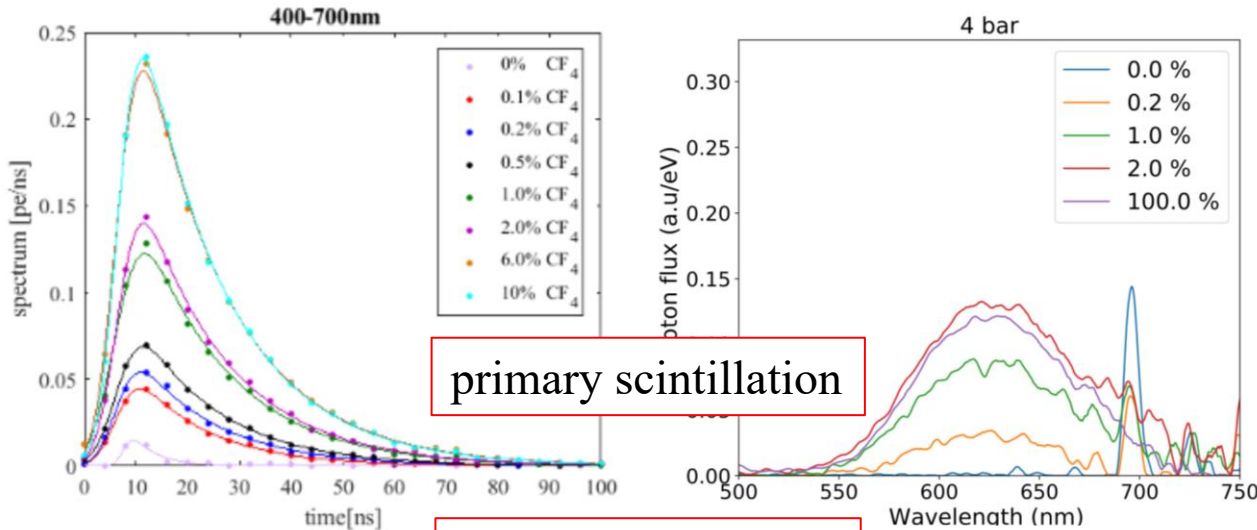 400-700nm
0.25
0.2
0.15
0.1
0.05
0
spectrum [pe/ns]
0% CF4
0.1% CF4
0.2% CF4
0.5% CF4
1.0% CF4
2.0% CF4
6.0% CF4
10% CF4
0 10 20 30 40 50 60 70 80 90 100
time[ns]
primary scintillation
4 bar
0.30
0.25
0.20
0.15
0.00
(a.u/eV)
flux
0.0 %
0.2 %
1.0 %
2.0 %
100.0 %
500 550 600 650 700 750
Wavelength (nm)